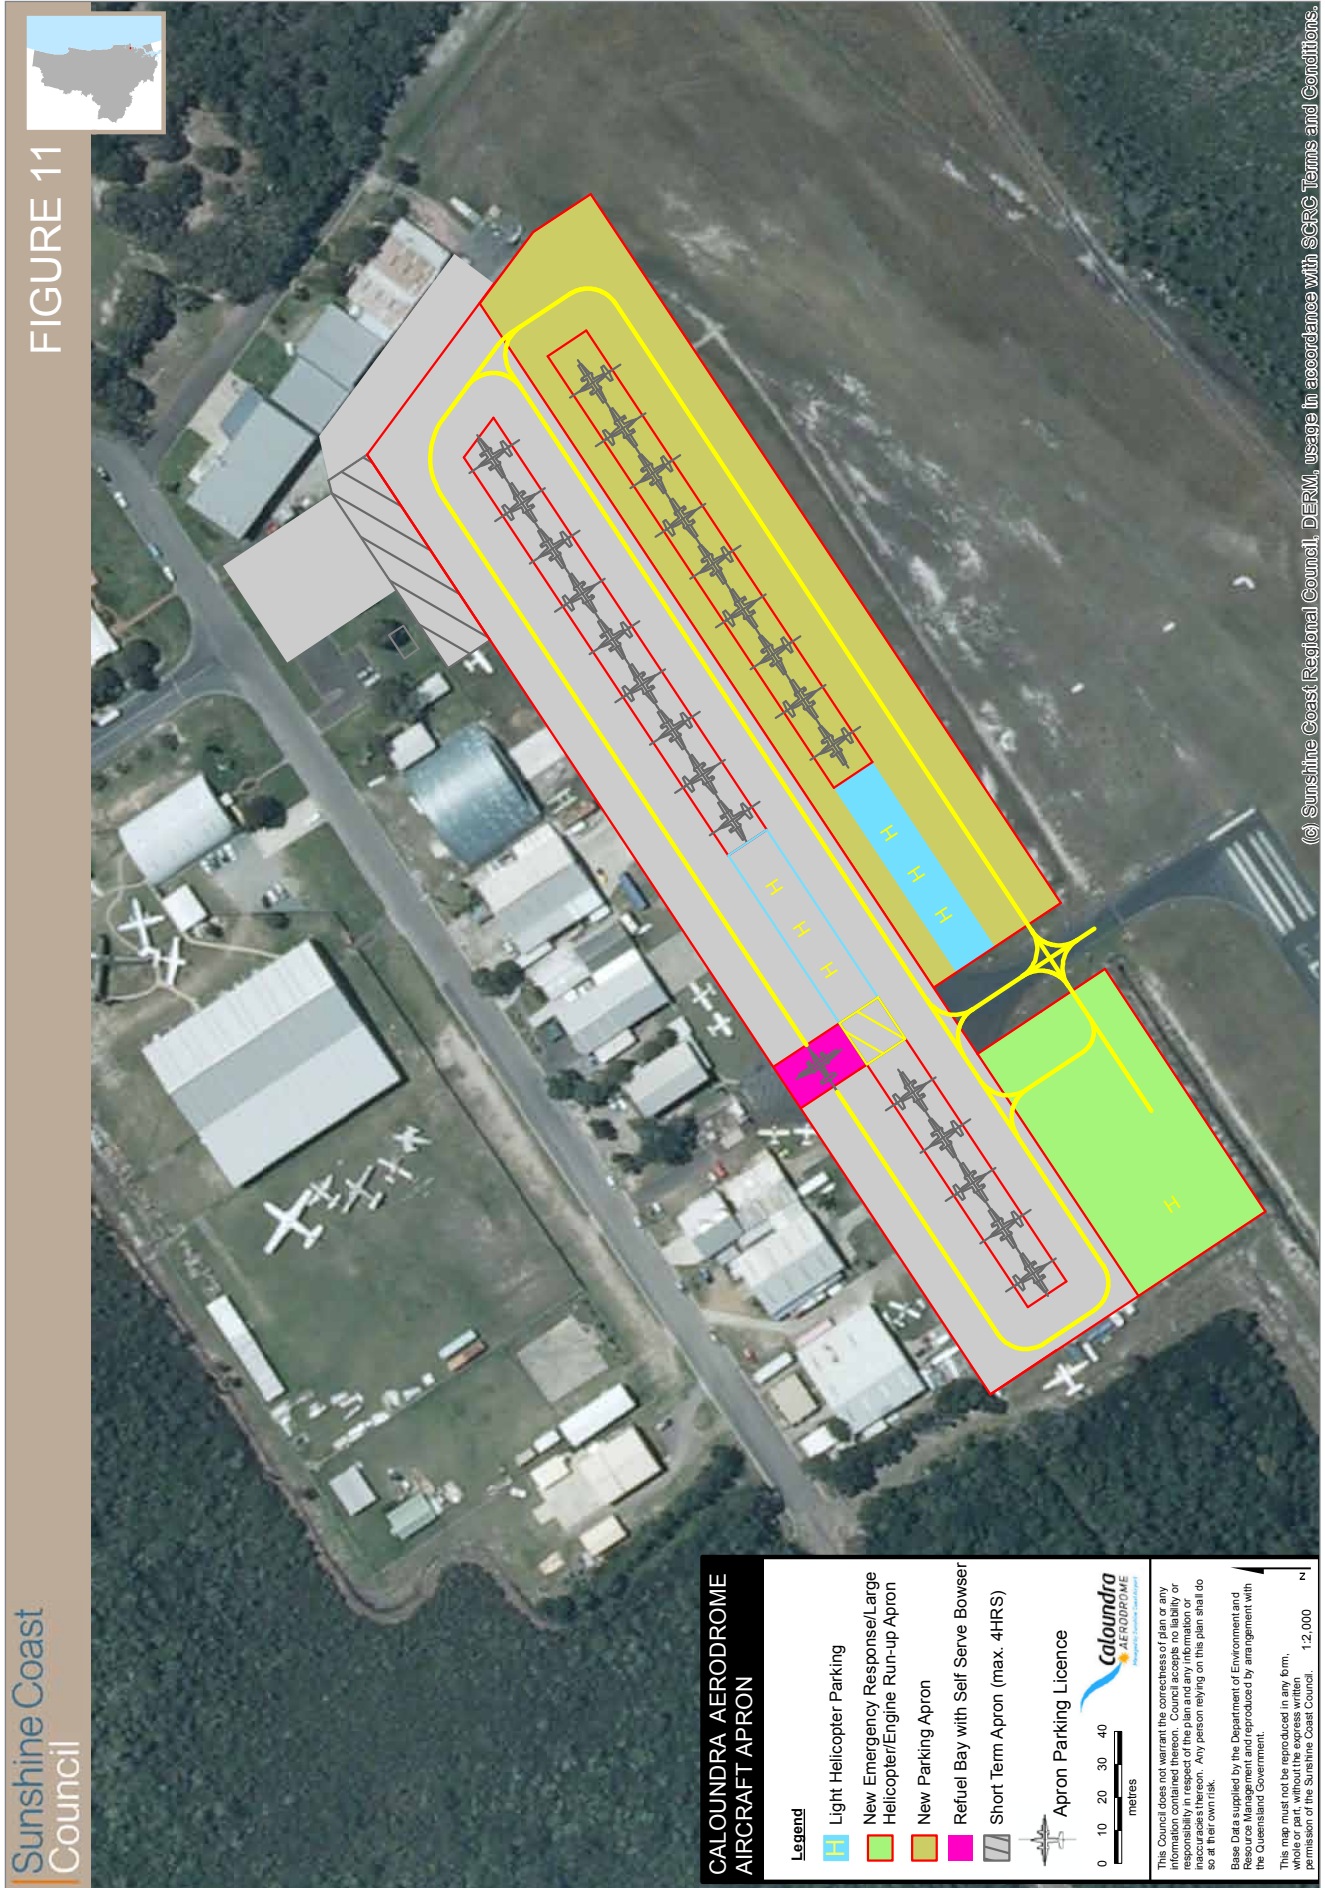 Sunshine Coast
Council
FIGURE 11
H
H
H
H
H
H
H
CALOUNDRA AERODROME
AIRCRAFT APRON
Legend
H
Light Helicopter Parking
New Emergency Response/Large
Helicopter/Engine Run-up Apron
New Parking Apron
Refuel Bay with Self Serve Bowser
Short Term Apron (max. 4HRS)
Apron Parking Licence
0 10 20 30 40
metres
Caloundra
AERODROME
Managed by Sunshine Coast Airport
This Council does not warrant the correctness of plan or any
information contained thereon. Council accepts no liability or
responsibility in respect of the plan and any information or
inaccuracies thereon. Any person relying on this plan shall do
so at their own risk.
Base Data supplied by the Department of Environment and
Resource Management and reproduced by arrangement with
the Queensland Government.
This map must not be reproduced in any form,
whole or part, without the express written
permission of the Sunshine Coast Council.
1:2,000
N
(c) Sunshine Coast Regional Council, DERM, usage in accordance with SCRC Terms and Conditions.